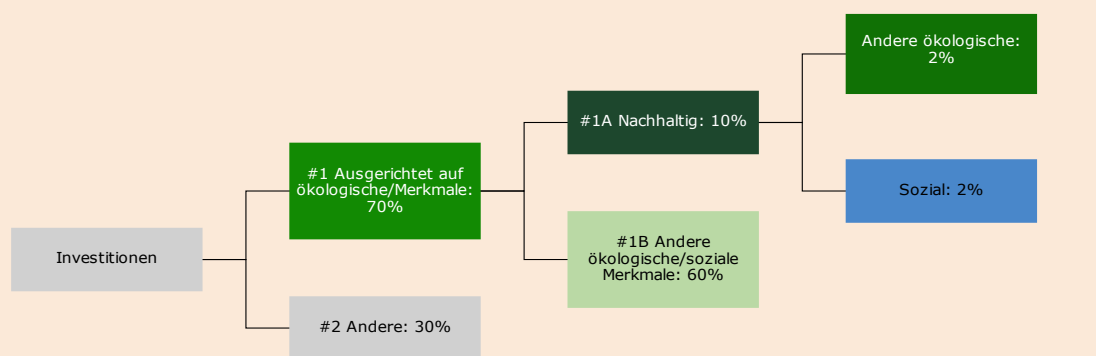 Andere ökologische:
2%
#1A Nachhaltig: 10%
#1 Ausgerichtet auf
ökologische/Merkmale:
70%
Sozial: 2%
#1B Andere
ökologische/soziale
Merkmale: 60%
Investitionen
#2 Andere: 30%